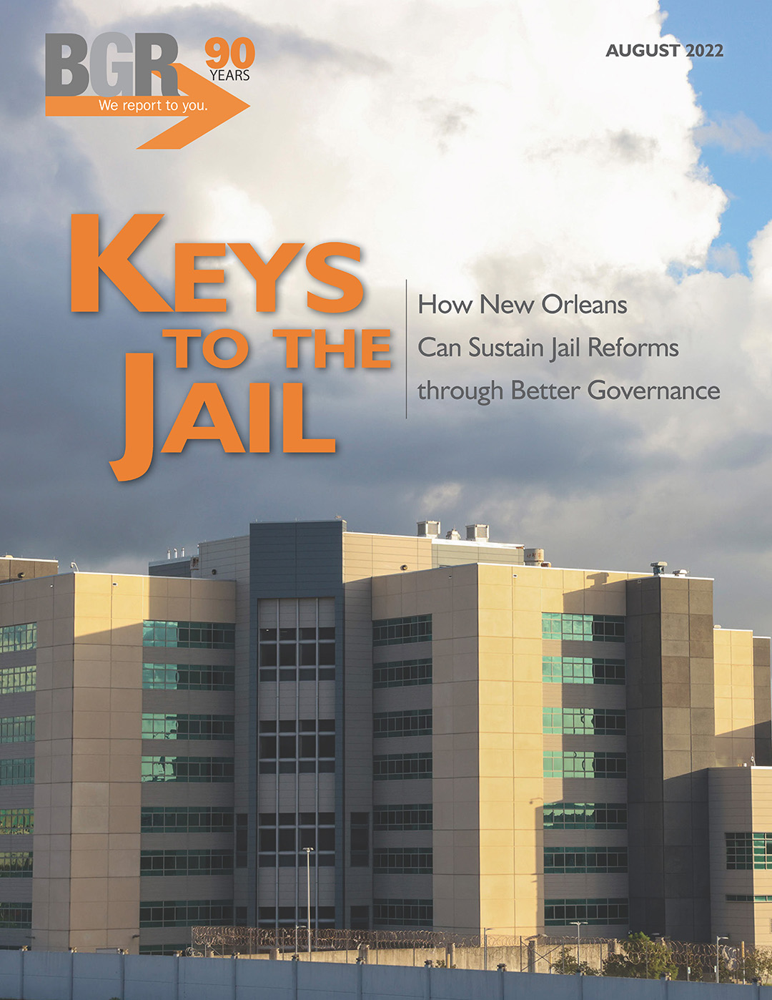 BGR
90
YEARS
We report to you.
AUGUST 2022
KEYS
TO THE
JAIL
How New Orleans
Can Sustain Jail Reforms
through Better Governance